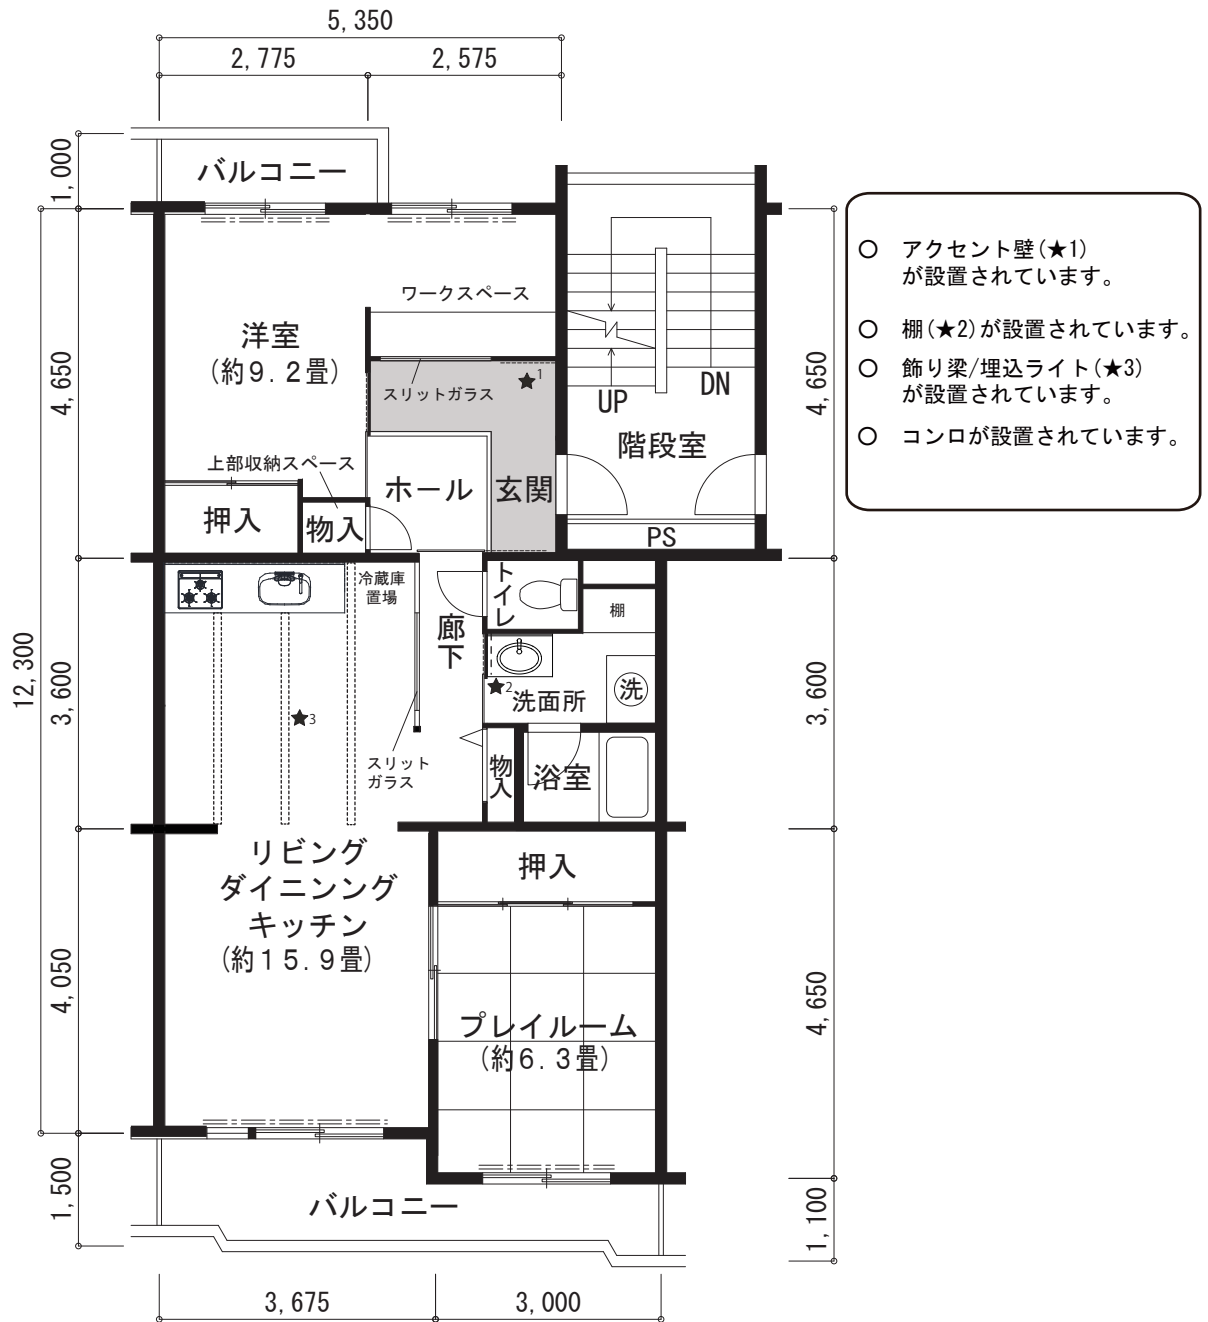 5,350
2,775
2,575
1,000
バルコニー
ワークスペース
洋室
(約9.2畳)
スリットガラス
★1
UP
DN
階段室
上部収納スペース
ホール
玄関
押入
物入
PS
4,650
4,650
○ アクセント壁(★1)
が設置されています。
○ 棚(★2)が設置されています。
○ 飾り梁/埋込ライト(★3)
が設置されています。
○ コンロが設置されています。
冷蔵庫
置場
トイレ
棚
廊下
12,300
3,600
3,600
★2
洗面所
洗
★3
スリット
ガラス
物入
浴室
リビング
ダイニンング
キッチン
(約15.9畳)
押入
4,050
4,650
プレイルーム
(約6.3畳)
1,500
バルコニー
1,100
3,675
3,000